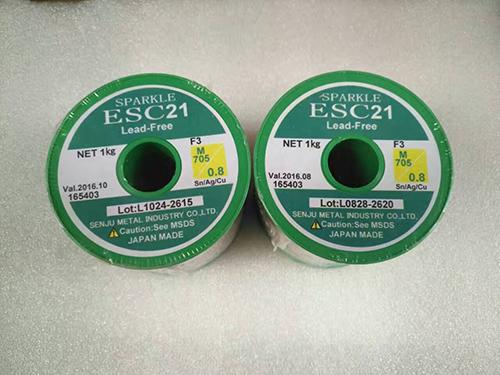 SPARKLE
ESC21
Lead-Free
NET 1kg
F3
M
705
0.8
Val.2016.10
165403
Sn/Ag/Cu
Lot:L1024-2615
SENJU METAL INDUSTRY CO.,LTD.
Caution:See MSDS
JAPAN MADE
SPARKLE
ESC21
Lead-Free
NET 1kg
F3
M
705
0.8
Val.2016.08
165403
Sn/Ag/Cu
Lot:L0828-2620
SENJU METAL INDUSTRY CO.,LTD.
Caution:See MSDS
JAPAN MADE